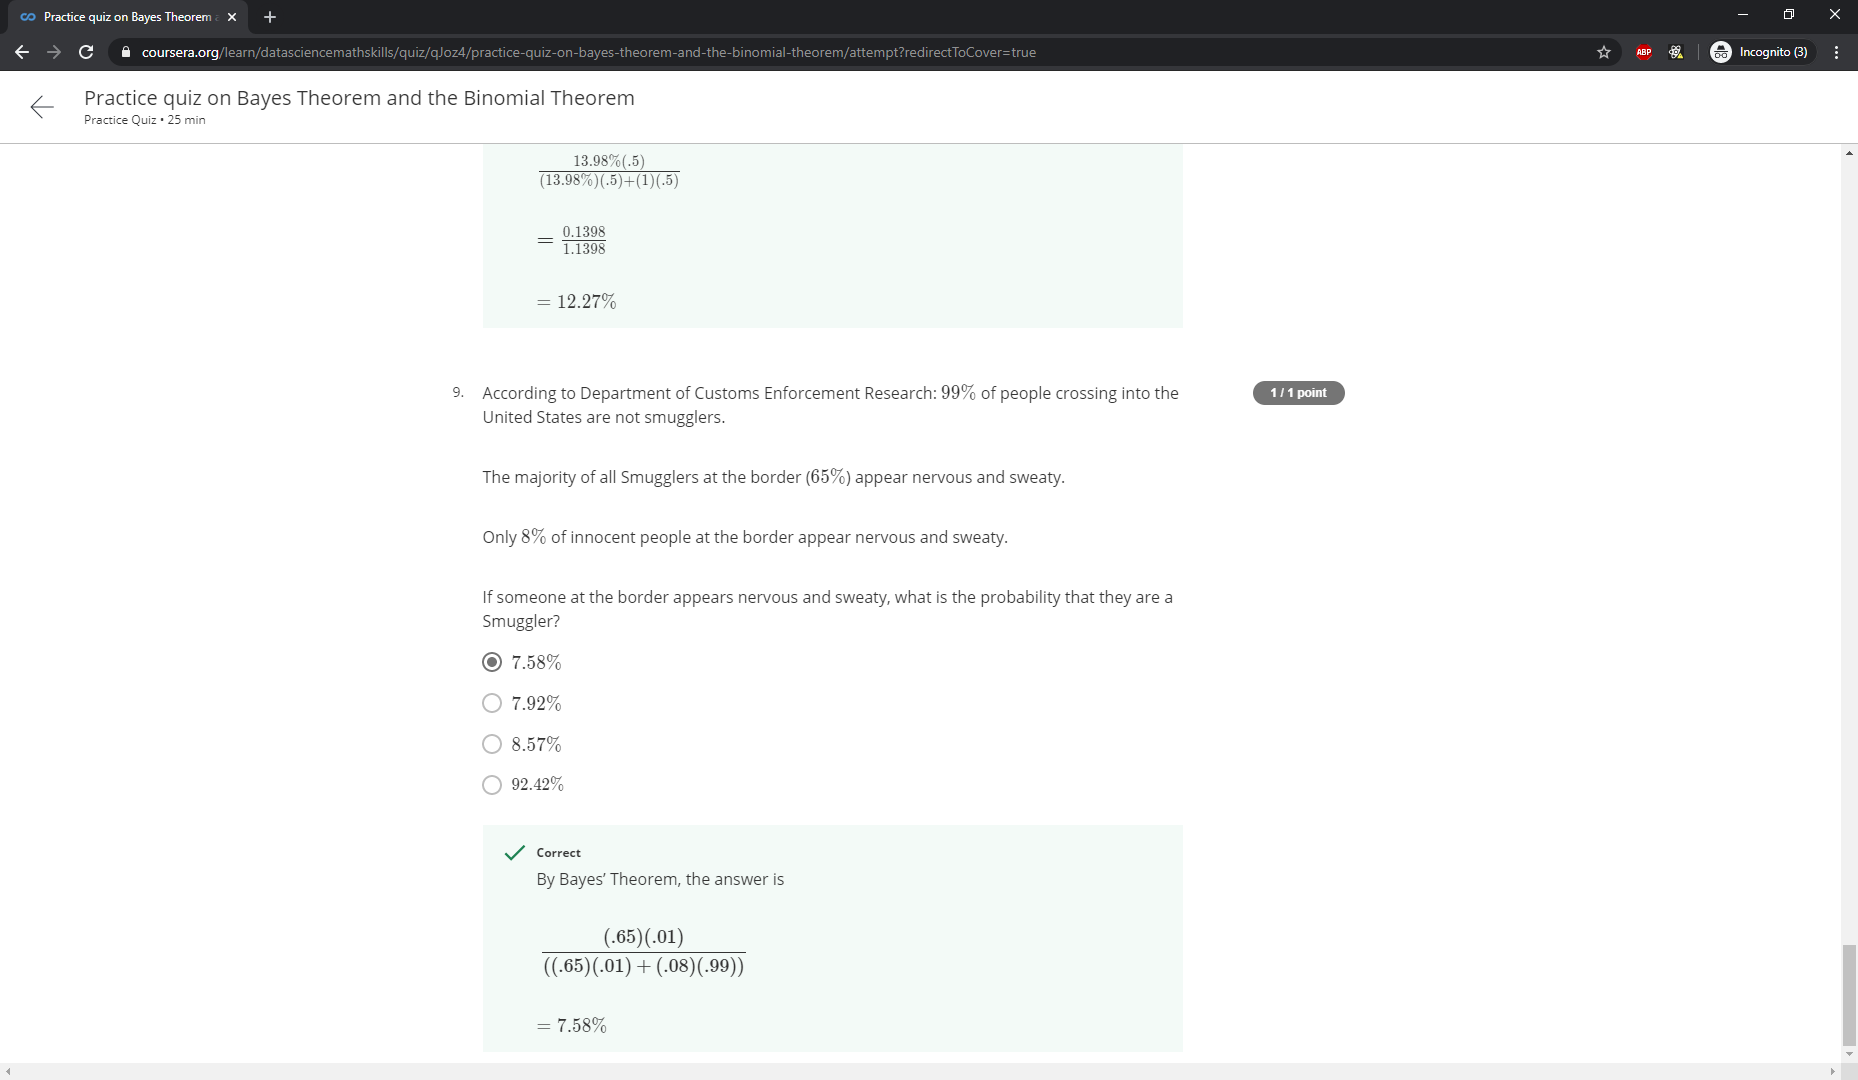 Practice quiz on Bayes Theorem a
coursera.org/learn/datasciencemathskills/quiz/qJoz4/practice-quiz-on-bayes-theorem-and-the-binomial-theorem/attempt?redirectToCover=true
ABP
Incognito (3)
Practice quiz on Bayes Theorem and the Binomial Theorem
Practice Quiz • 25 min
13.98%(.5)
(13.98%)(.5)+(1)(.5)
= 0.1398
1.1398
= 12.27%
9. According to Department of Customs Enforcement Research: 99% of people crossing into the
United States are not smugglers.
1 / 1 point
The majority of all Smugglers at the border (65%) appear nervous and sweaty.
Only 8% of innocent people at the border appear nervous and sweaty.
If someone at the border appears nervous and sweaty, what is the probability that they are a
Smuggler?
7.58%
7.92%
8.57%
92.42%
Correct
By Bayes’ Theorem, the answer is
(.65)(.01)
((.65)(.01) + (.08)(.99))
= 7.58%